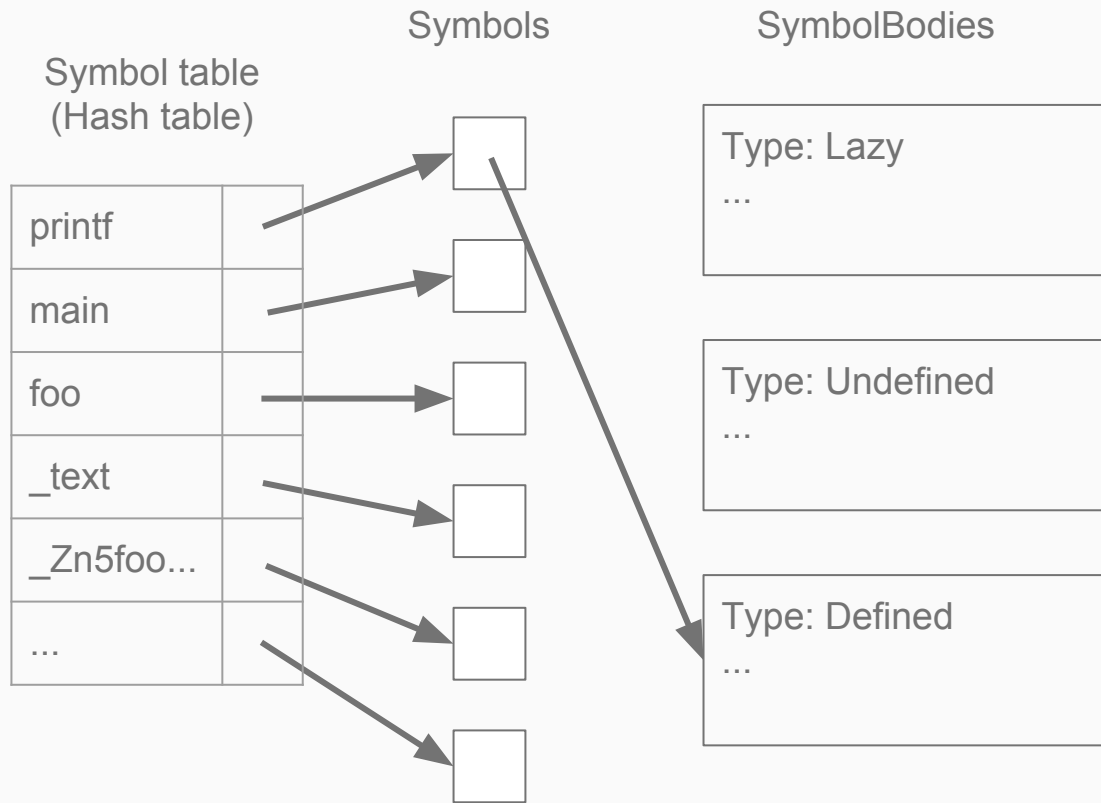 Symbols
SymbolBodies
Symbol table
(Hash table)
printf
main
foo
_text
_Zn5foo...
...
Type: Lazy
...
Type: Undefined
...
Type: Defined
...